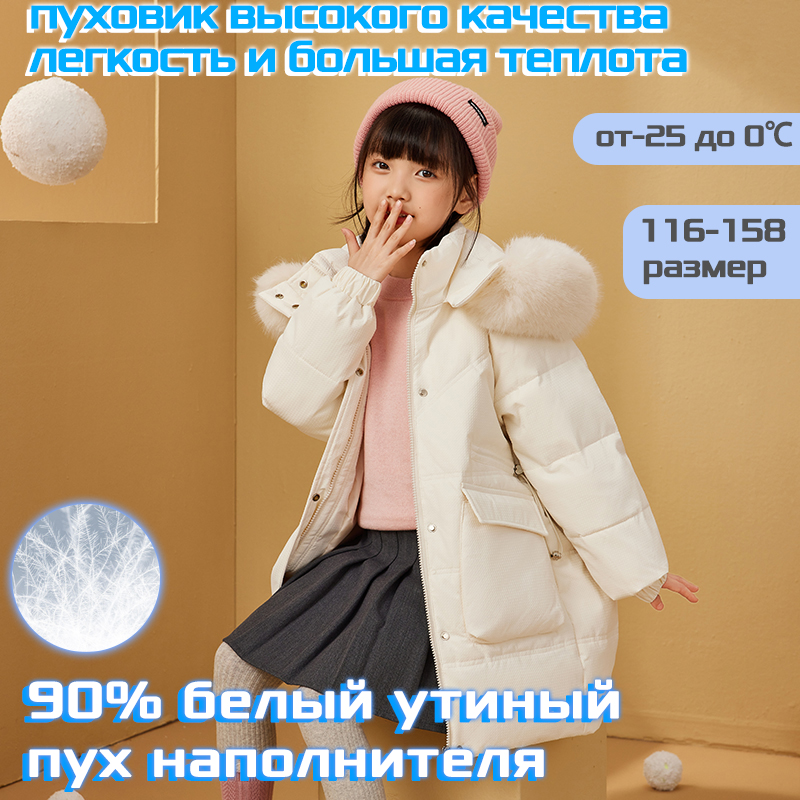 пуховик высокого качества
легкость и большая теплота
от-25 до 0℃
116-158
размер
90% белый утиный
пух наполнителя